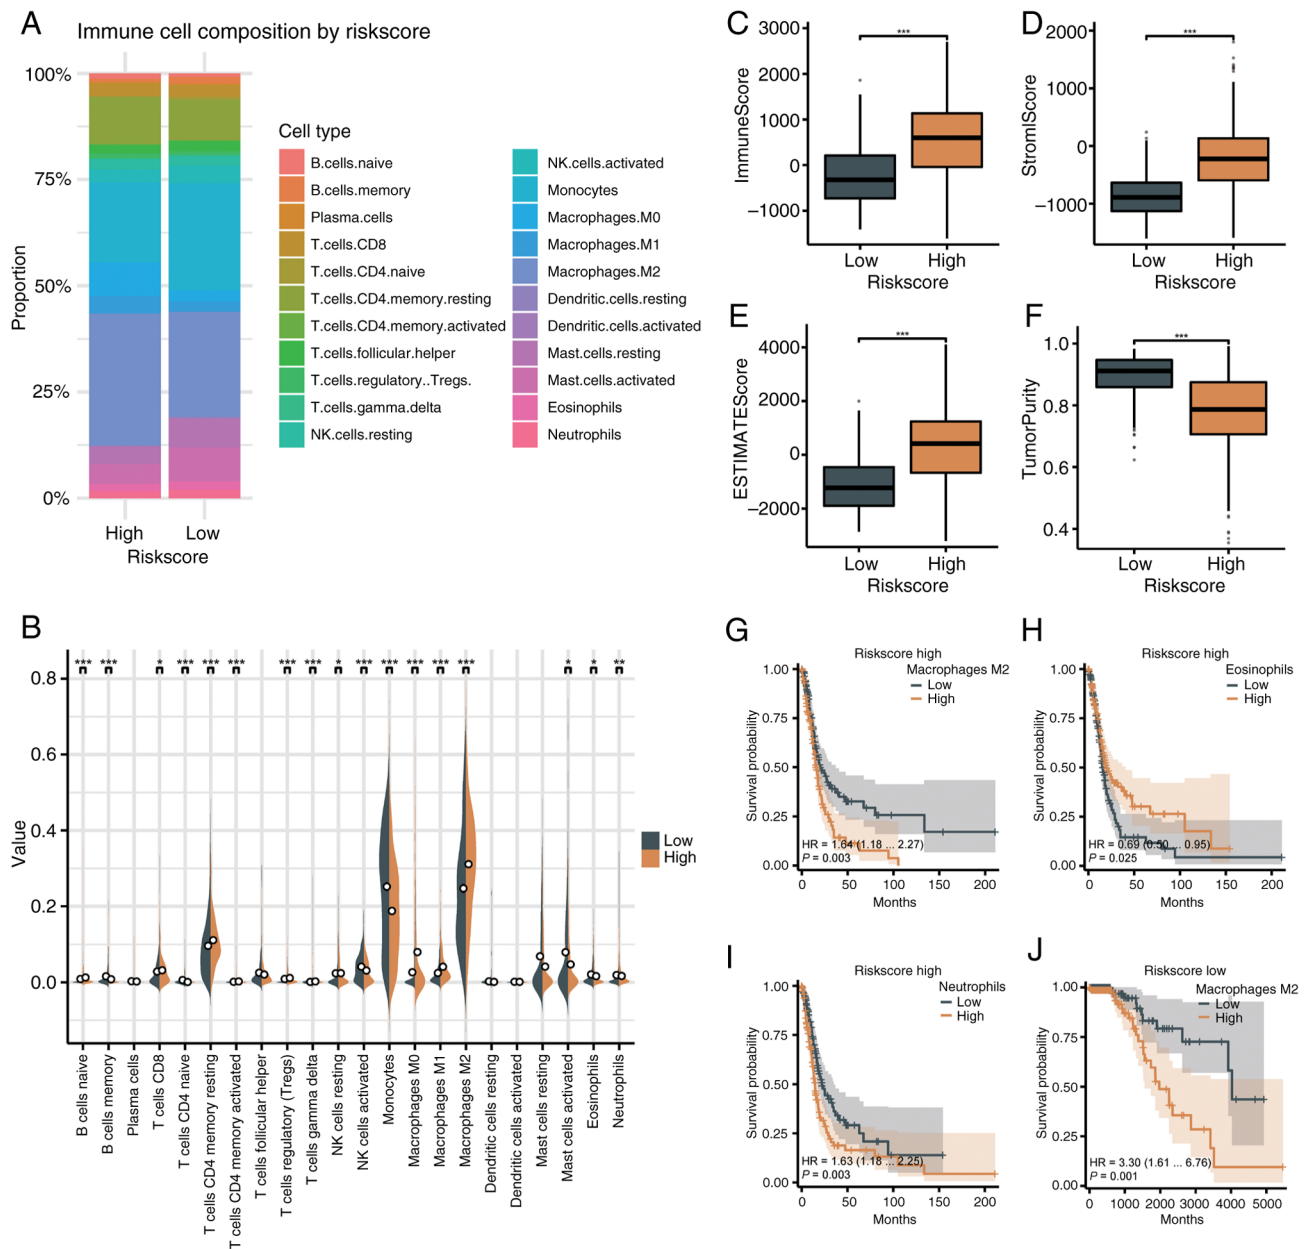 A
Immune cell composition by riskscore
100%
75%
50%
25%
0%
Proportion
High
Low
Riskscore
Cell type
B.cells.naive
B.cells.memory
Plasma.cells
T.cells.CD8
T.cells.CD4.naive
T.cells.CD4.memory.resting
T.cells.CD4.memory.activated
T.cells.follicular.helper
T.cells.regulatory..Tregs.
T.cells.gamma.delta
NK.cells.resting
NK.cells.activated
Monocytes
Macrophages.M0
Macrophages.M1
Macrophages.M2
Dendritic.cells.resting
Dendritic.cells.activated
Mast.cells.resting
Mast.cells.activated
Eosinophils
Neutrophils
B
*** *** * *** *** *** *** *** * *** *** *** *** *** * * **
0.8
0.6
0.4
0.2
0.0
Value
Low
High
B cells naive
B cells memory
Plasma cells
T cells CD8
T cells CD4 naive
T cells CD4 memory resting
T cells CD4 memory activated
T cells follicular helper
T cells regulatory (Tregs)
T cells gamma delta
NK cells resting
NK cells activated
Monocytes
Macrophages M0
Macrophages M1
Macrophages M2
Dendritic cells resting
Dendritic cells activated
Mast cells resting
Mast cells activated
Eosinophils
Neutrophils
C
***
3000
2000
1000
0
−1000
ImmuneScore
Low
High
Riskscore
D
***
2000
1000
0
−1000
StromlScore
Low
High
Riskscore
E
***
4000
2000
0
−2000
ESTIMATEScore
Low
High
Riskscore
F
***
1.0
0.8
0.6
0.4
TumorPurity
Low
High
Riskscore
G
Riskscore high
Macrophages M2
Low
High
1.00
0.75
0.50
0.25
0.00
Survival probability
HR = 1.64 (1.18 ... 2.27)
P = 0.003
0 50 100 150 200
Months
H
Riskscore high
Eosinophils
Low
High
1.00
0.75
0.50
0.25
0.00
Survival probability
HR = 0.69 (0.50 ... 0.95)
P = 0.025
0 50 100 150 200
Months
I
Riskscore high
Neutrophils
Low
High
1.00
0.75
0.50
0.25
0.00
Survival probability
HR = 1.63 (1.18 ... 2.25)
P = 0.003
0 50 100 150 200
Months
J
Riskscore low
Macrophages M2
Low
High
1.00
0.75
0.50
0.25
0.00
Survival probability
HR = 3.30 (1.61 ... 6.76)
P = 0.001
0 1000 2000 3000 4000 5000
Months